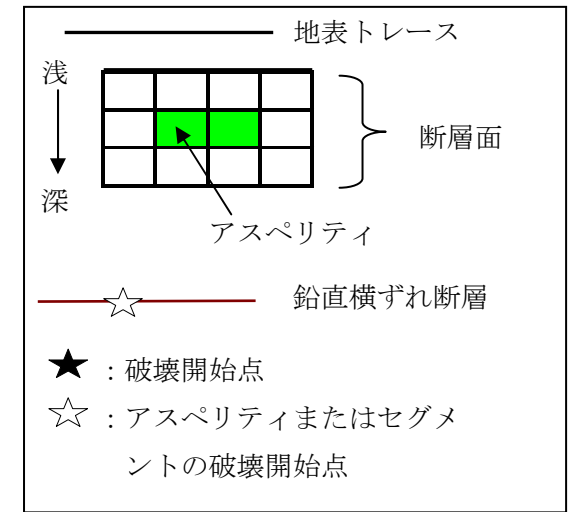 地表トレース
浅
断層面
深
アスペリティ
鉛直横ずれ断層
★:破壊開始点
☆:アスペリティまたはセグメ
ントの破壊開始点